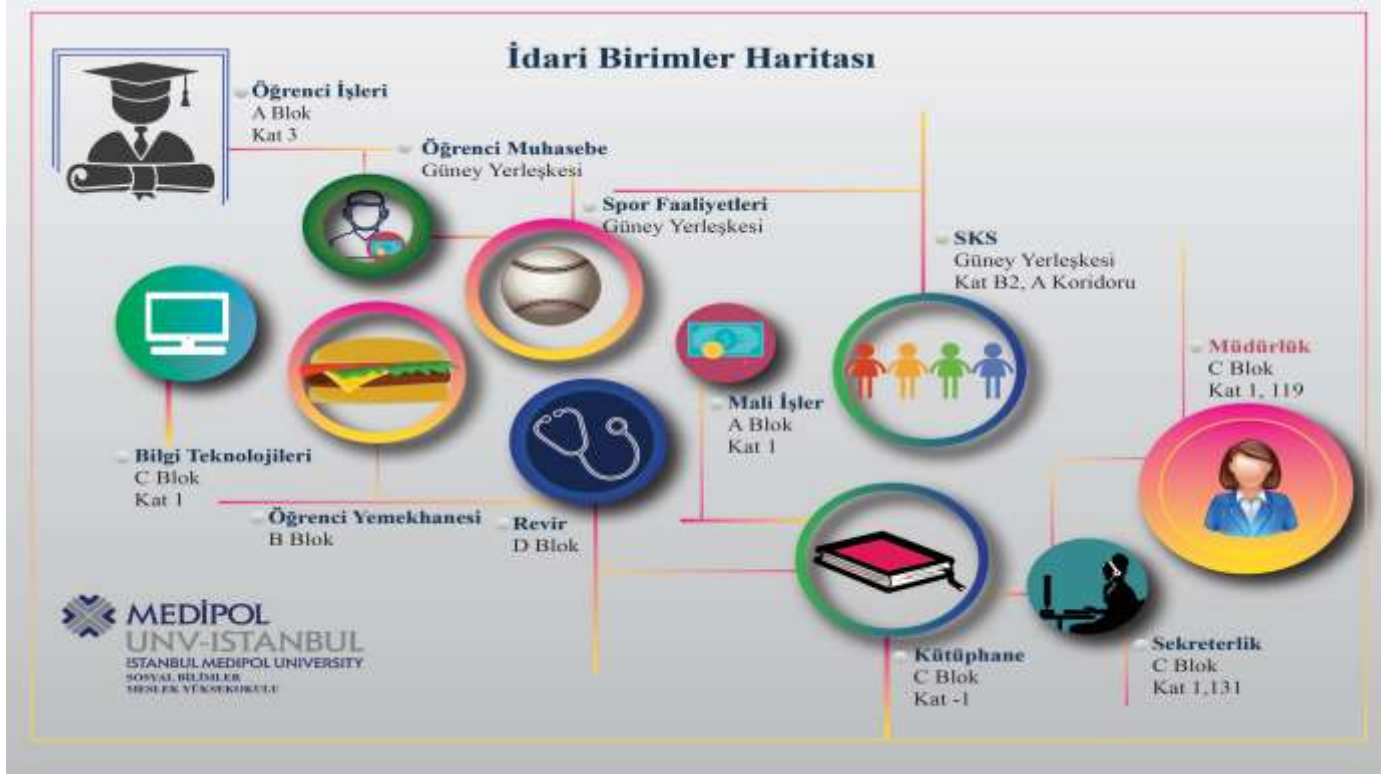 İdari Birimler Haritası
Öğrenci İşleri
A Blok
Kat 3
Öğrenci Muhasebe
Güney Yerleşkesi
Spor Faaliyetleri
Güney Yerleşkesi
SKS
Güney Yerleşkesi
Kat B2, A Koridoru
Müdürlük
C Blok
Kat 1, 119
Mali İşler
A Blok
Kat 1
Bilgi Teknolojileri
C Blok
Kat 1
Öğrenci Yemekhanesi
B Blok
Revir
D Blok
Kütüphane
C Blok
Kat -1
Sekreterlik
C Blok
Kat 1,131
MEDİPOL
UNV-ISTANBUL
ISTANBUL MEDIPOL UNIVERSITY
SOSYAL BİLİMLER
MESLEK YÜKSEKOKULU